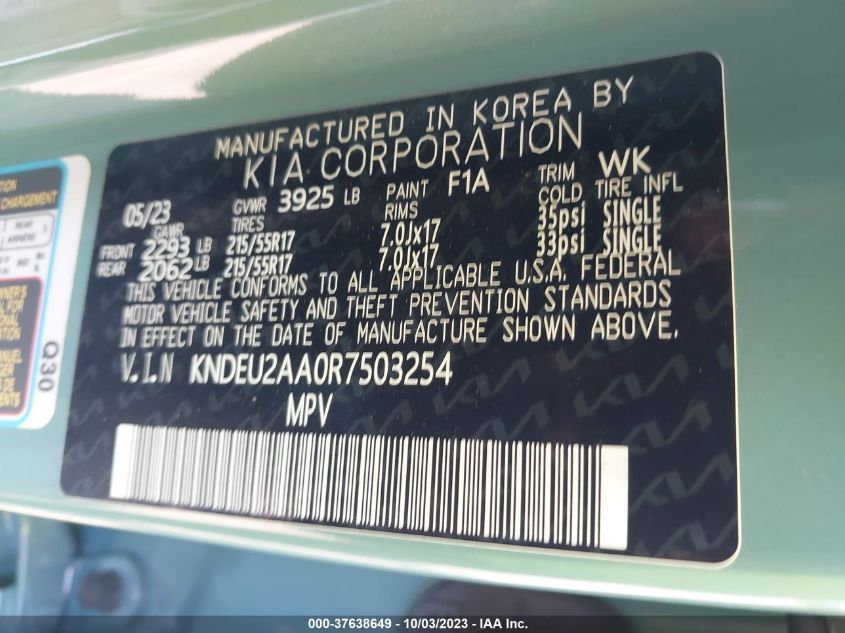 MANUFACTURED IN KOREA BY
KIA CORPORATION
05/23 GVWR 3925 LB PAINT F1A TRIM WK
GAWR TIRES RIMS COLD TIRE INFL
FRONT 2293 LB 215/55R17 7.0Jx17 35psi SINGLE
REAR 2062 LB 215/55R17 7.0Jx17 33psi SINGLE
THIS VEHICLE CONFORMS TO ALL APPLICABLE U.S.A. FEDERAL
MOTOR VEHICLE SAFETY AND THEFT PREVENTION STANDARDS
IN EFFECT ON THE DATE OF MANUFACTURE SHOWN ABOVE.
V.I.N KNDEU2AA0R7503254
MPV
CHARGEMENT
REAR
ARRIÈRE
Q30
000-37638649 - 10/03/2023 - IAA Inc.